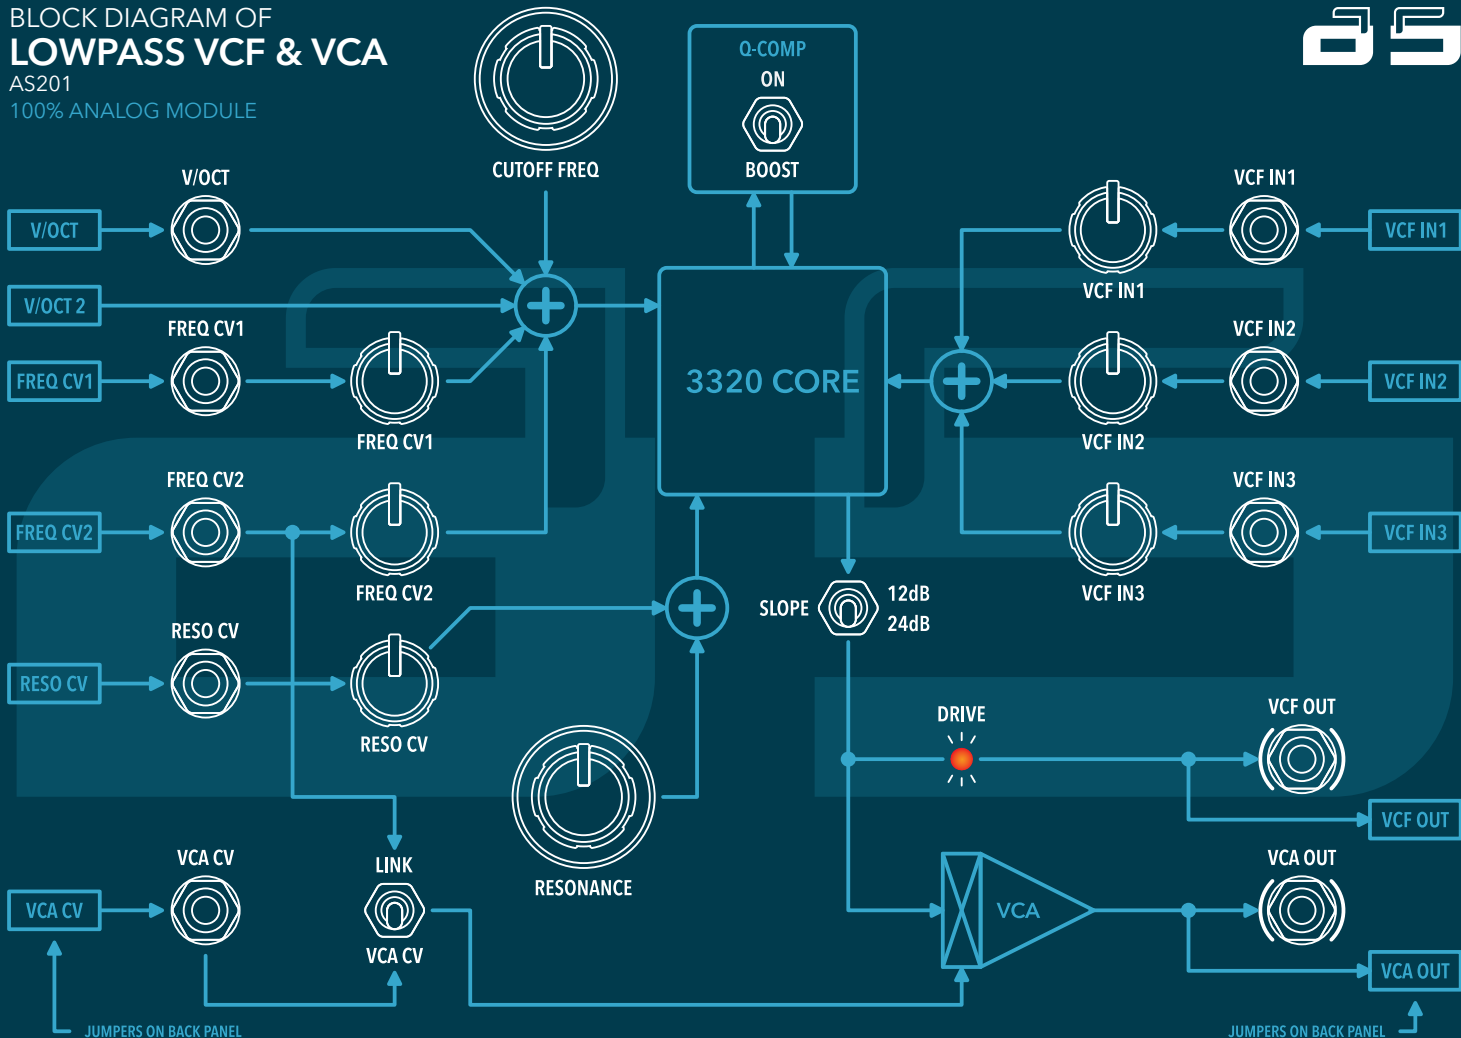 BLOCK DIAGRAM OF
LOWPASS VCF & VCA
AS201
100% ANALOG MODULE
as
CUTOFF FREQ
Q-COMP
ON
BOOST
V/OCT
V/OCT
V/OCT 2
FREQ CV1
FREQ CV1
FREQ CV1
FREQ CV2
FREQ CV2
FREQ CV2
RESO CV
RESO CV
RESO CV
3320 CORE
VCF IN1
VCF IN1
VCF IN1
VCF IN2
VCF IN2
VCF IN2
VCF IN3
VCF IN3
VCF IN3
SLOPE
12dB
24dB
RESONANCE
DRIVE
VCF OUT
VCF OUT
VCA CV
VCA CV
LINK
VCA CV
VCA
VCA OUT
VCA OUT
JUMPERS ON BACK PANEL
JUMPERS ON BACK PANEL